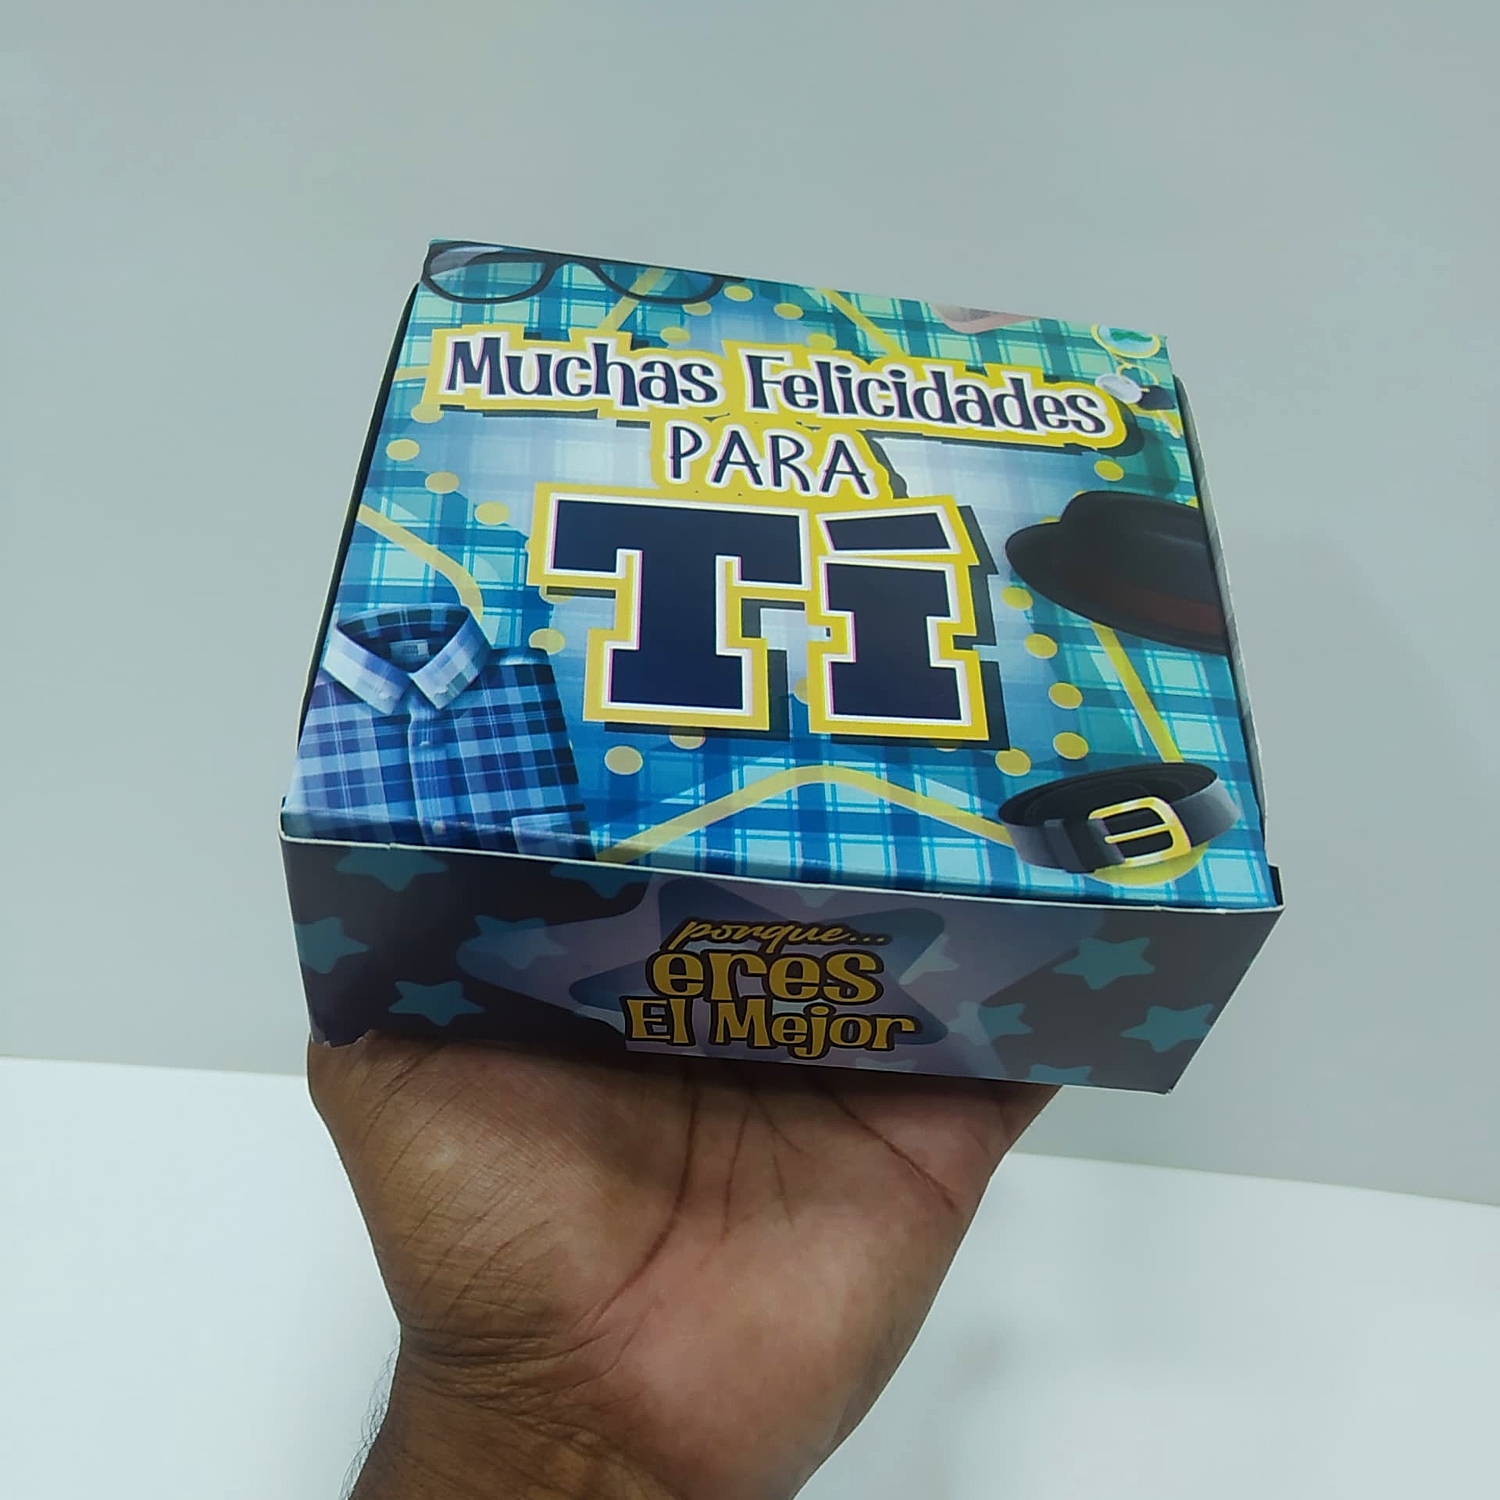 Muchas Felicidades
PARA
Tí
porque...
eres
El Mejor